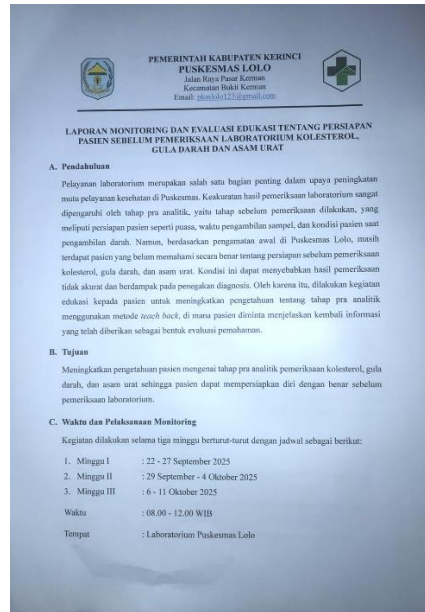 PEMERINTAH KABUPATEN KERINCI
PUSKESMAS LOLO
Jalan Raya Pasar Kerman
Kecamatan Bukit Kerman
Email: pkmlolo123@gmail.com
LAPORAN MONITORING DAN EVALUASI EDUKASI TENTANG PERSIAPAN
PASIEN SEBELUM PEMERIKSAAN LABORATORIUM KOLESTEROL,
GULA DARAH DAN ASAM URAT
A. Pendahuluan
Pelayanan laboratorium merupakan salah satu bagian penting dalam upaya peningkatan
mutu pelayanan kesehatan di Puskesmas. Keakuratan hasil pemeriksaan laboratorium sangat
dipengaruhi oleh tahap pra analitik, yaitu tahap sebelum pemeriksaan dilakukan, yang
meliputi persiapan pasien seperti puasa, waktu pengambilan sampel, dan kondisi pasien saat
pengambilan darah. Namun, berdasarkan pengamatan awal di Puskesmas Lolo, masih
terdapat pasien yang belum memahami secara benar tentang persiapan sebelum pemeriksaan
kolesterol, gula darah, dan asam urat. Kondisi ini dapat menyebabkan hasil pemeriksaan
tidak akurat dan berdampak pada penegakan diagnosis. Oleh karena itu, dilakukan kegiatan
edukasi kepada pasien untuk meningkatkan pengetahuan tentang tahap pra analitik
menggunakan metode teach back, di mana pasien diminta menjelaskan kembali informasi
yang telah diberikan sebagai bentuk evaluasi pemahaman.
B. Tujuan
Meningkatkan pengetahuan pasien mengenai tahap pra analitik pemeriksaan kolesterol, gula
darah, dan asam urat sehingga pasien dapat mempersiapkan diri dengan benar sebelum
pemeriksaan laboratorium.
C. Waktu dan Pelaksanaan Monitoring
Kegiatan dilakukan selama tiga minggu berturut-turut dengan jadwal sebagai berikut:
1. Minggu I : 22 - 27 September 2025
2. Minggu II : 29 September - 4 Oktober 2025
3. Minggu III : 6 - 11 Oktober 2025
Waktu : 08.00 - 12.00 WIB
Tempat : Laboratorium Puskesmas Lolo